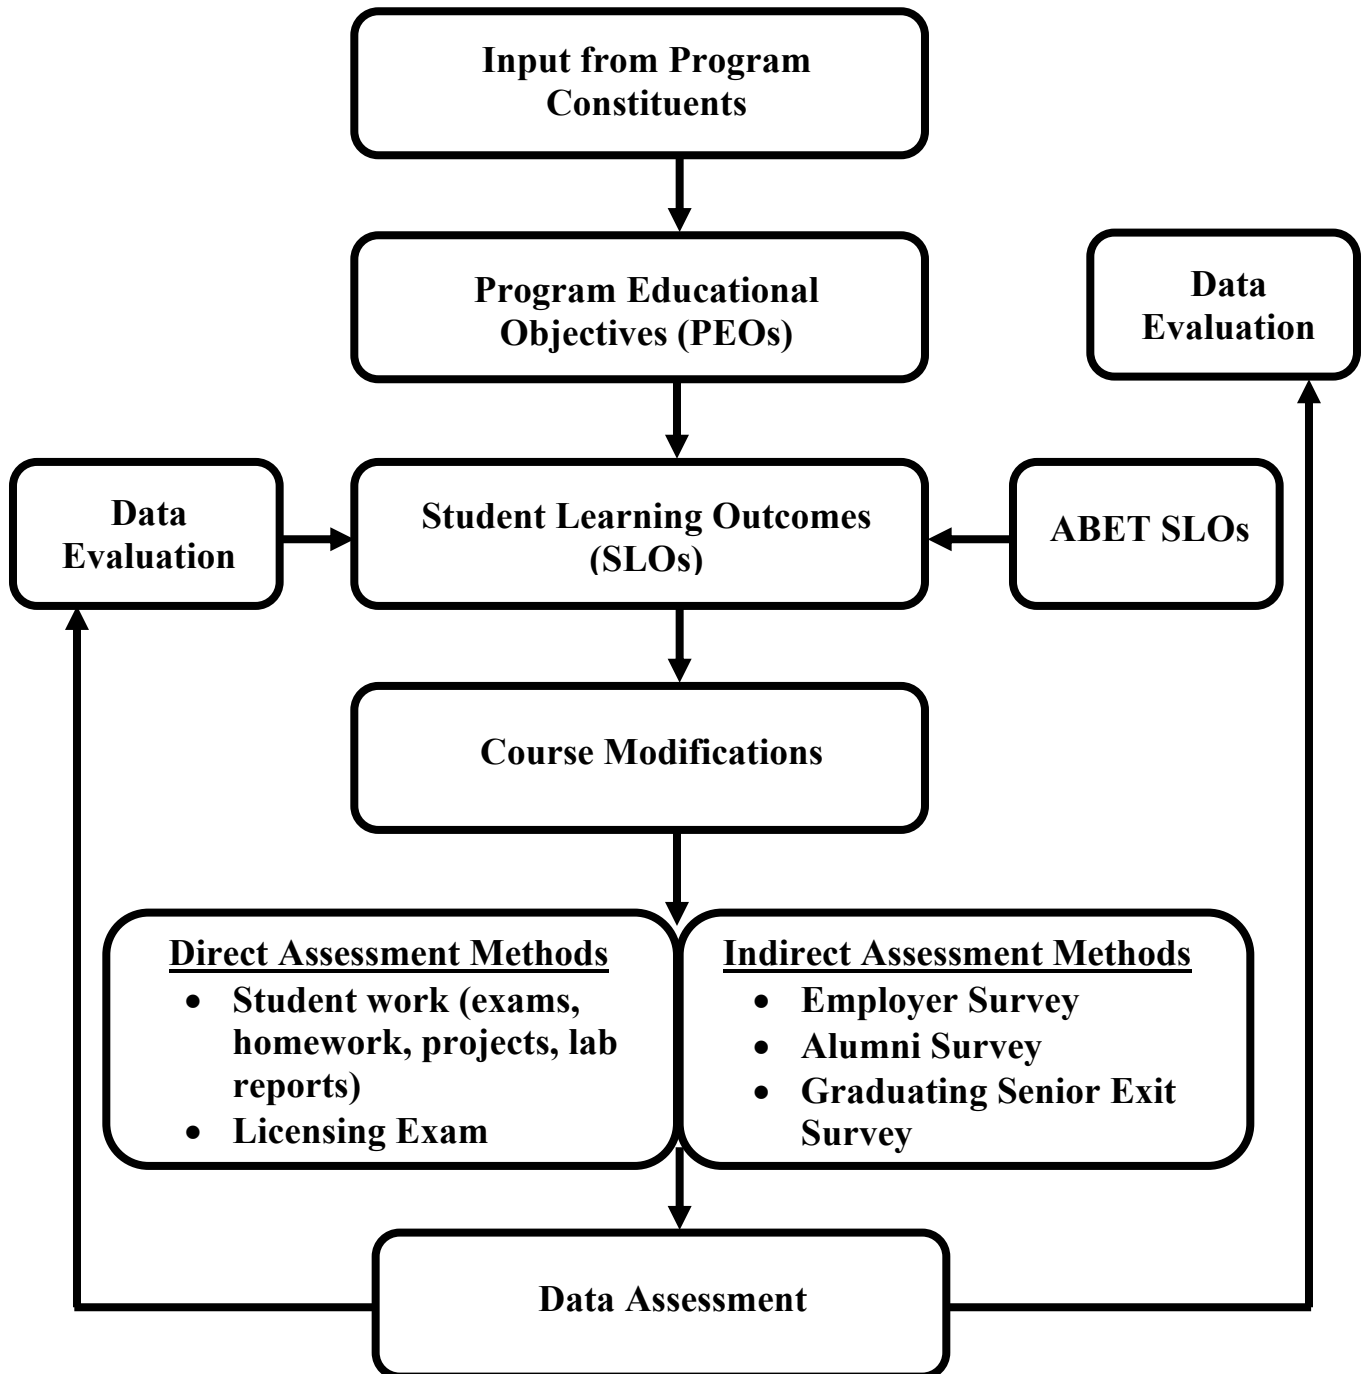 Input from Program
Constituents
Program Educational
Objectives (PEOs)
Data
Evaluation
Data
Evaluation
Student Learning Outcomes
(SLOs)
ABET SLOs
Course Modifications
Direct Assessment Methods
• Student work (exams,
homework, projects, lab
reports)
• Licensing Exam
Indirect Assessment Methods
• Employer Survey
• Alumni Survey
• Graduating Senior Exit
Survey
Data Assessment